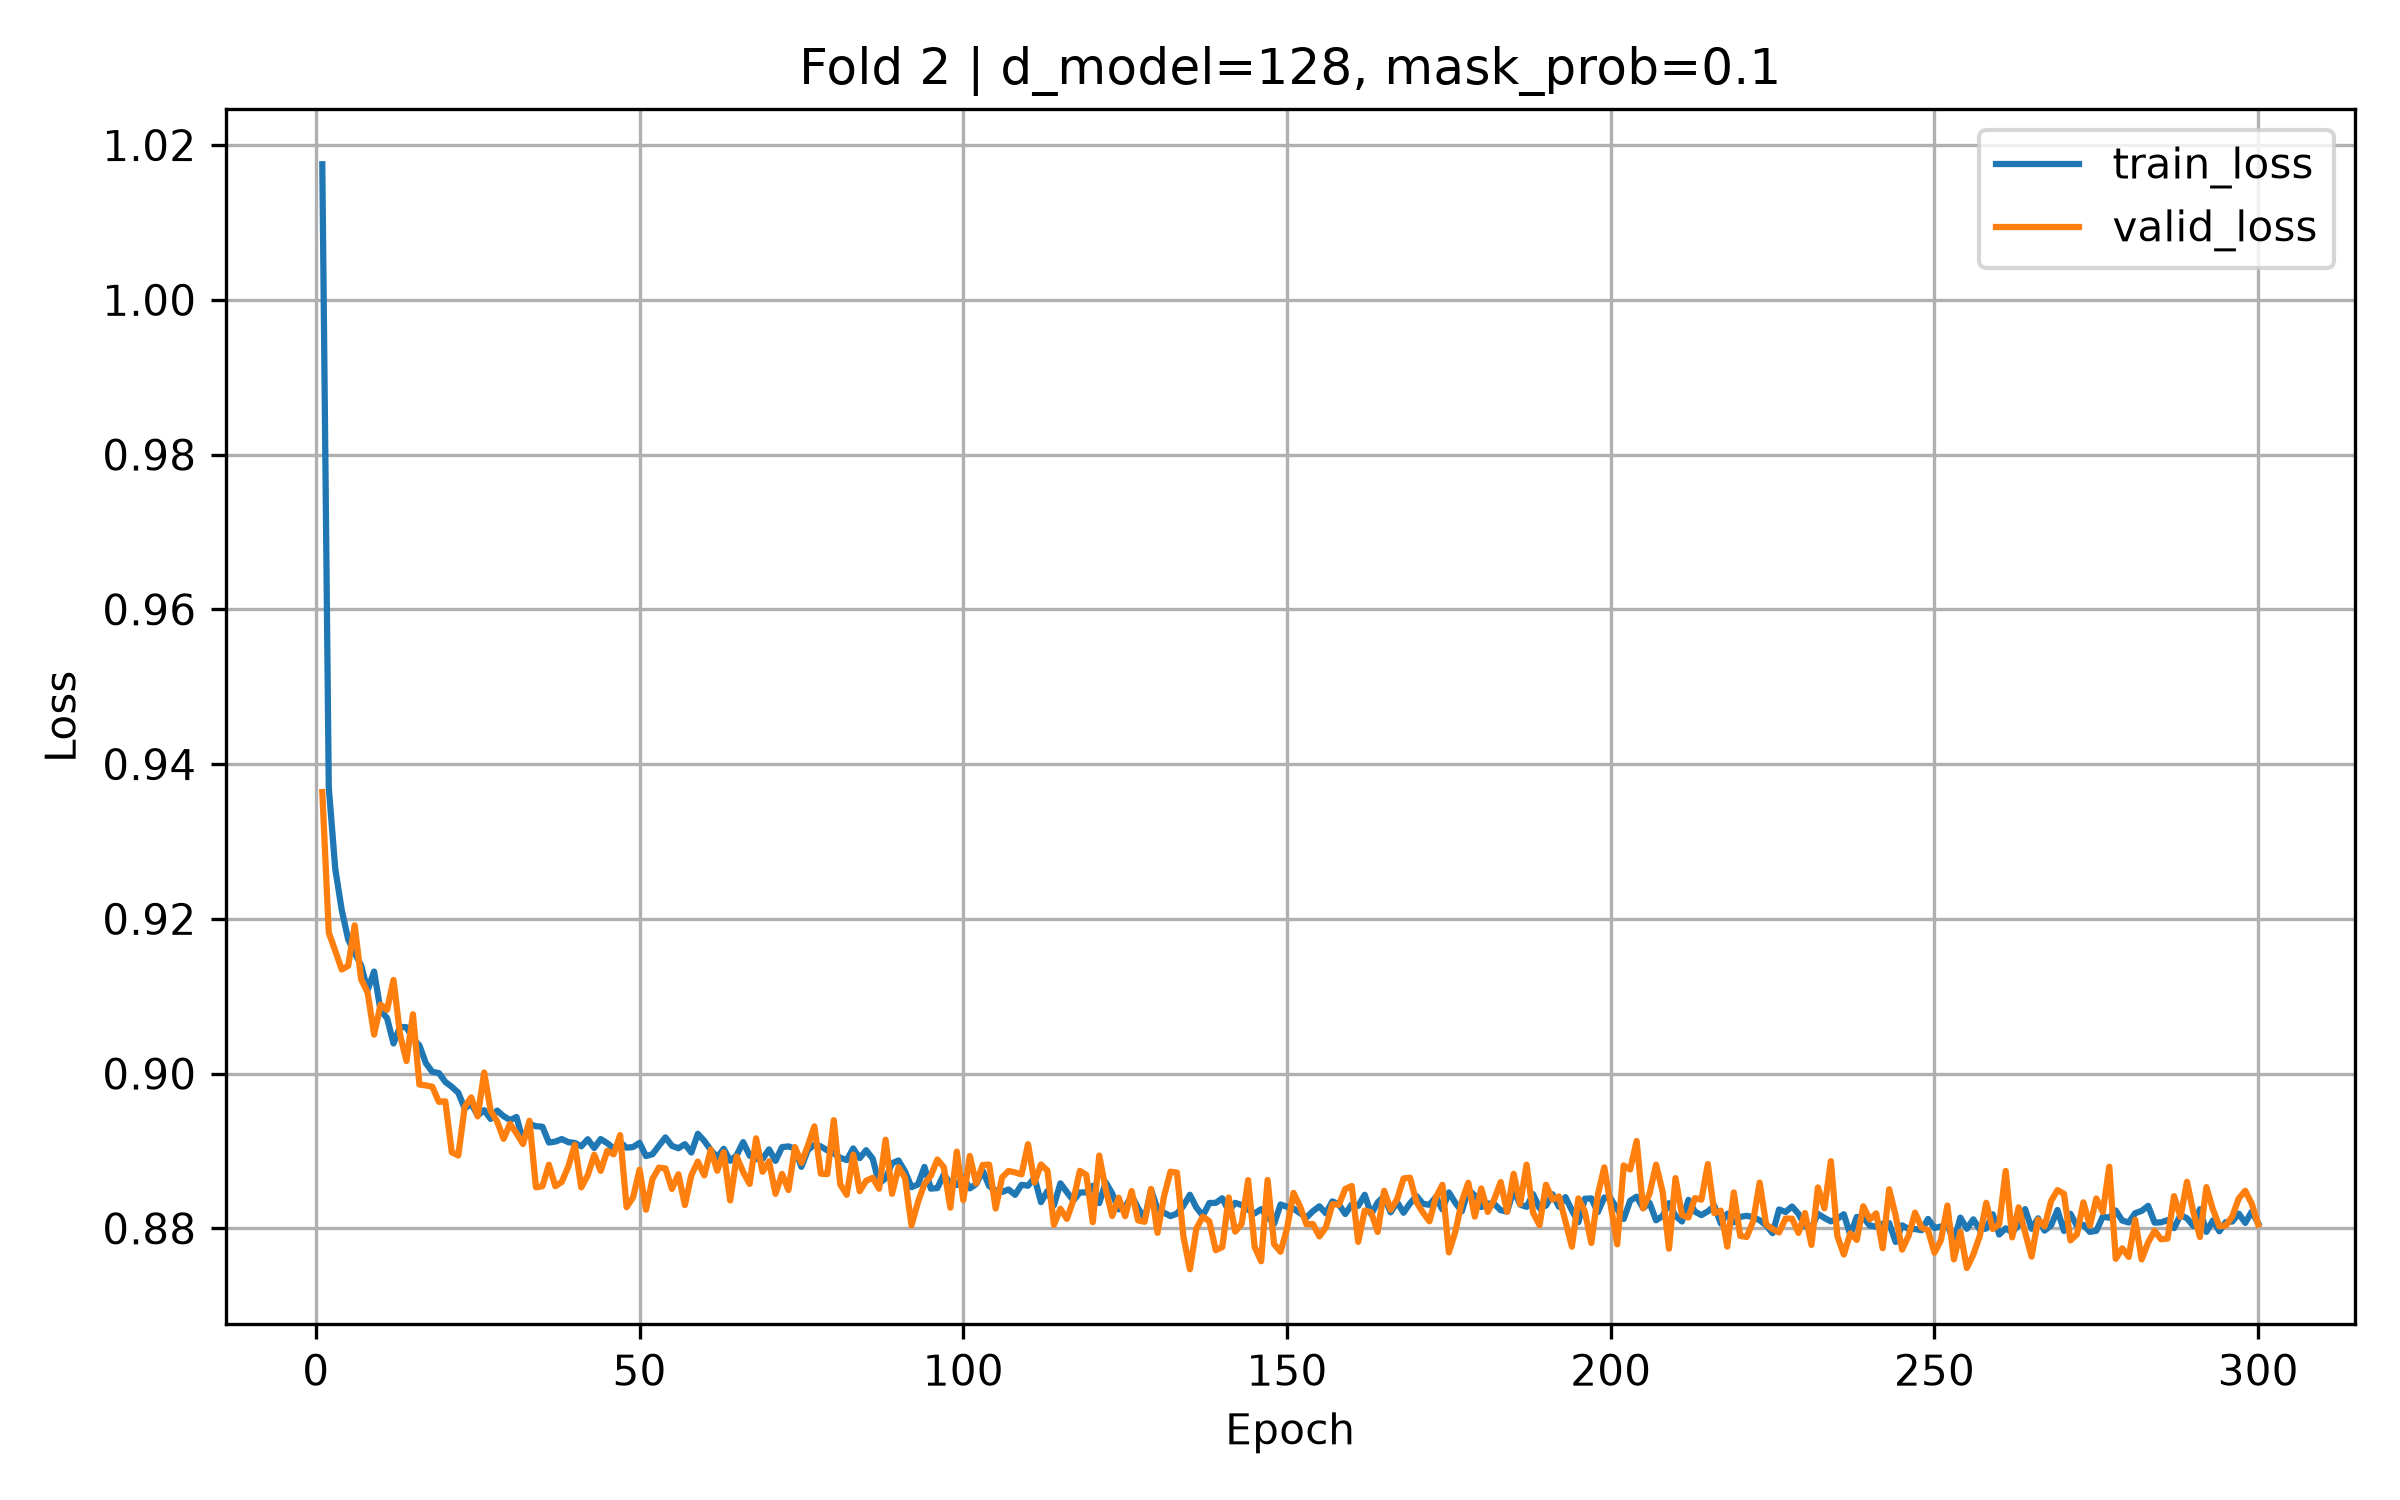 Fold 2 | d_model=128, mask_prob=0.1
train_loss
valid_loss
1.02
1.00
0.98
0.96
0.94
0.92
0.90
0.88
Loss
0 50 100 150 200 250 300
Epoch